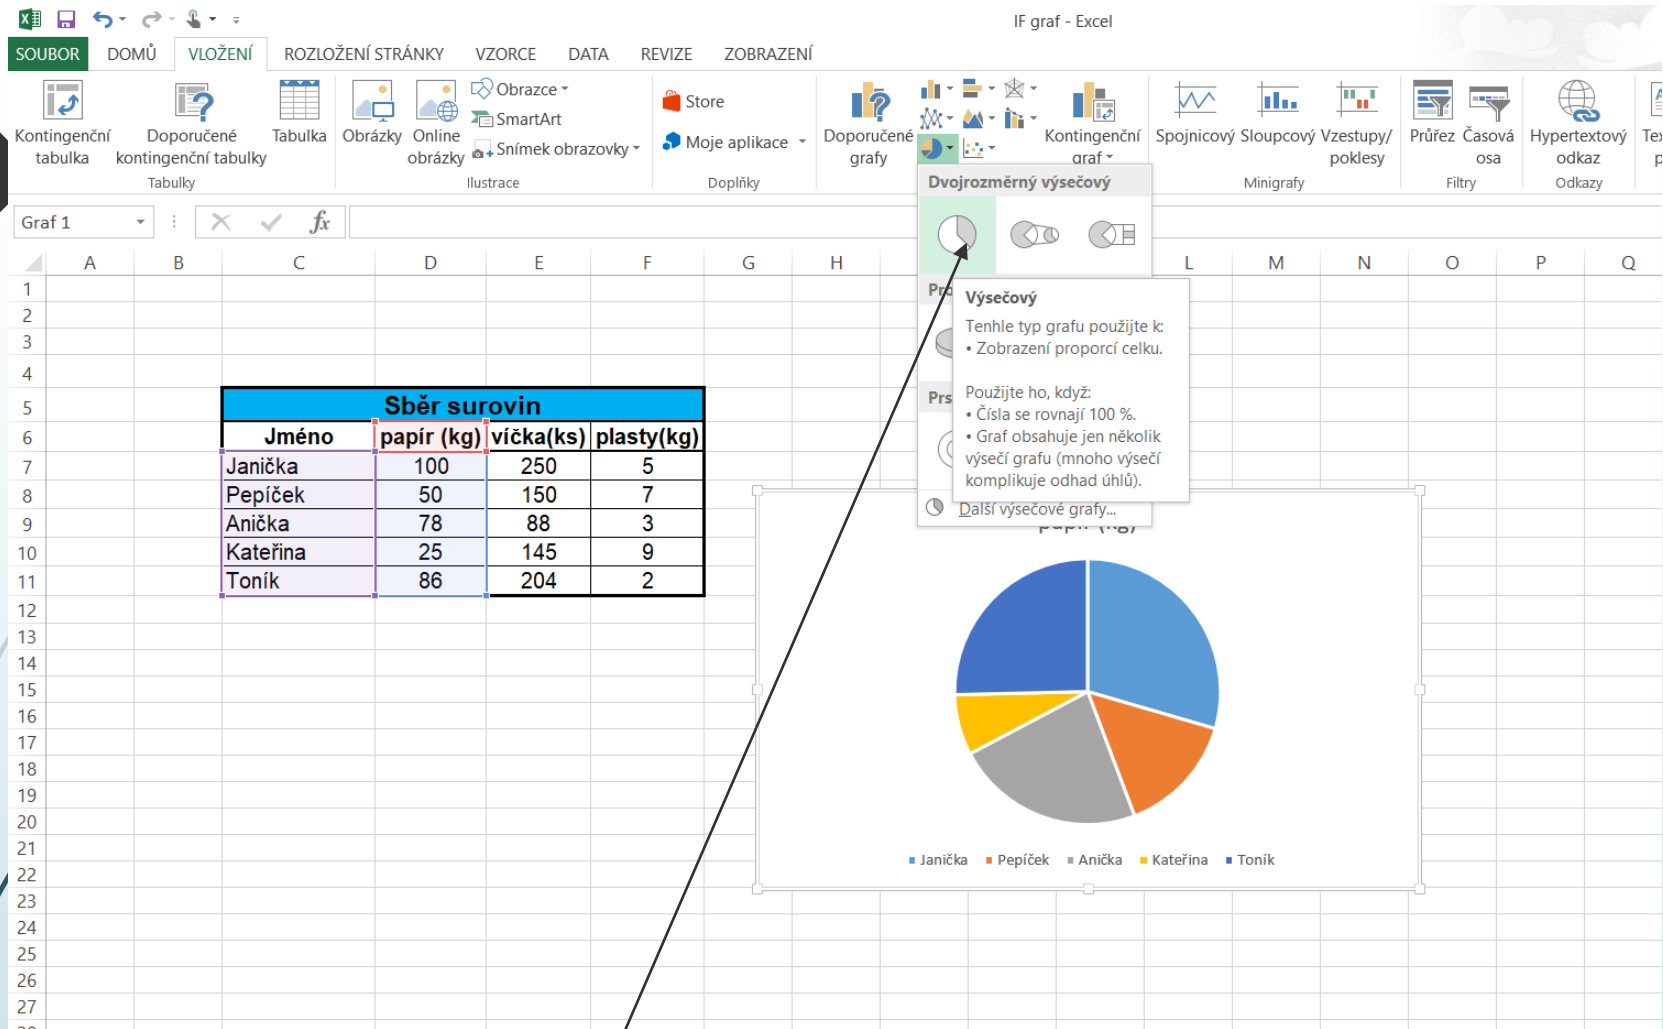 IF graf - Excel
SOUBOR DOMŮ VLOŽENÍ ROZLOŽENÍ STRÁNKY VZORCE DATA REVIZE ZOBRAZENÍ
Kontingenční tabulka
Doporučené kontingenční tabulky
Tabulka
Tabulky
Obrázky
Online obrázky
Obrazce
SmartArt
Snímek obrazovky
Ilustrace
Store
Moje aplikace
Doplňky
Doporučené grafy
Kontingenční graf
Spojnicový Sloupcový Vzestupy/ poklesy
Minigrafy
Průřez Časová osa
Filtry
Hypertextový odkaz
Odkazy
Graf 1
fx
A B C D E F G H L M N O P Q
Dvojrozměrný výsečový
Výsečový
Tenhle typ grafu použijte k:
• Zobrazení proporcí celku.
Použijte ho, když:
• Čísla se rovnají 100 %.
• Graf obsahuje jen několik
výsečí grafu (mnoho výsečí
komplikuje odhad úhlů).
Další výsečové grafy...
1
2
3
4
5 Sběr surovin
6 Jméno papír (kg) víčka(ks) plasty(kg)
7 Janička 100 250 5
8 Pepíček 50 150 7
9 Anička 78 88 3
10 Kateřina 25 145 9
11 Toník 86 204 2
12
13
14
15
16
17
18
19
20
21
22
23
24
25
26
27
papír (kg)
Janička Pepíček Anička Kateřina Toník